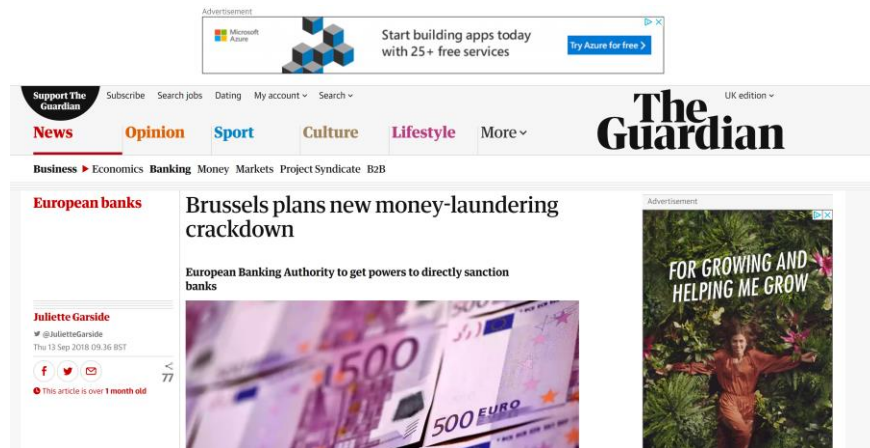 Advertisement
Microsoft
Azure
Start building apps today
with 25+ free services
Try Azure for free
Support The
Guardian
Subscribe Search jobs Dating My account Search
UK edition
The
Guardian
News Opinion Sport Culture Lifestyle More
Business Economics Banking Money Markets Project Syndicate B2B
European banks
Brussels plans new money-laundering
crackdown
European Banking Authority to get powers to directly sanction
banks
Juliette Garside
@JulietteGarside
Thu 13 Sep 2018 09.36 BST
77
This article is over 1 month old
500
500 EURO
Advertisement
FOR GROWING AND
HELPING ME GROW